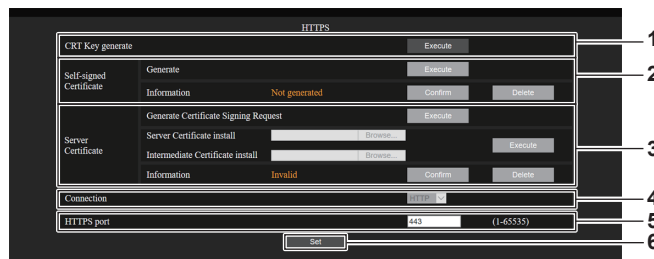 HTTPS
CRT Key generate Execute 1
Self-signed Certificate Generate Execute 2
Information Not generated Confirm Delete
Server Certificate Generate Certificate Signing Request Execute
Server Certificate install Browse... Execute 3
Intermediate Certificate install Browse...
Information Invalid Confirm Delete
Connection HTTP 4
HTTPS port 443 (1-65535) 5
Set 6